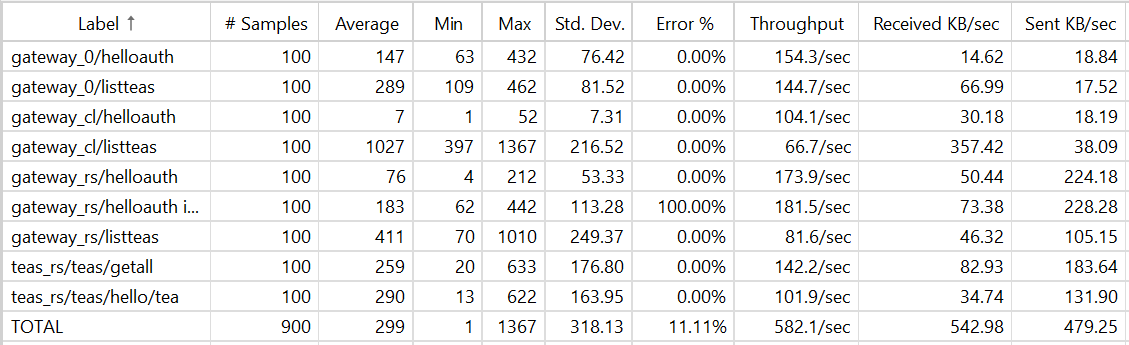 Label ↑ # Samples Average Min Max Std. Dev. Error % Throughput Received KB/sec Sent KB/sec
gateway_0/helloauth 100 147 63 432 76.42 0.00% 154.3/sec 14.62 18.84
gateway_0/listteas 100 289 109 462 81.52 0.00% 144.7/sec 66.99 17.52
gateway_cl/helloauth 100 7 1 52 7.31 0.00% 104.1/sec 30.18 18.19
gateway_cl/listteas 100 1027 397 1367 216.52 0.00% 66.7/sec 357.42 38.09
gateway_rs/helloauth 100 76 4 212 53.33 0.00% 173.9/sec 50.44 224.18
gateway_rs/helloauth i... 100 183 62 442 113.28 100.00% 181.5/sec 73.38 228.28
gateway_rs/listteas 100 411 70 1010 249.37 0.00% 81.6/sec 46.32 105.15
teas_rs/teas/getall 100 259 20 633 176.80 0.00% 142.2/sec 82.93 183.64
teas_rs/teas/hello/tea 100 290 13 622 163.95 0.00% 101.9/sec 34.74 131.90
TOTAL 900 299 1 1367 318.13 11.11% 582.1/sec 542.98 479.25